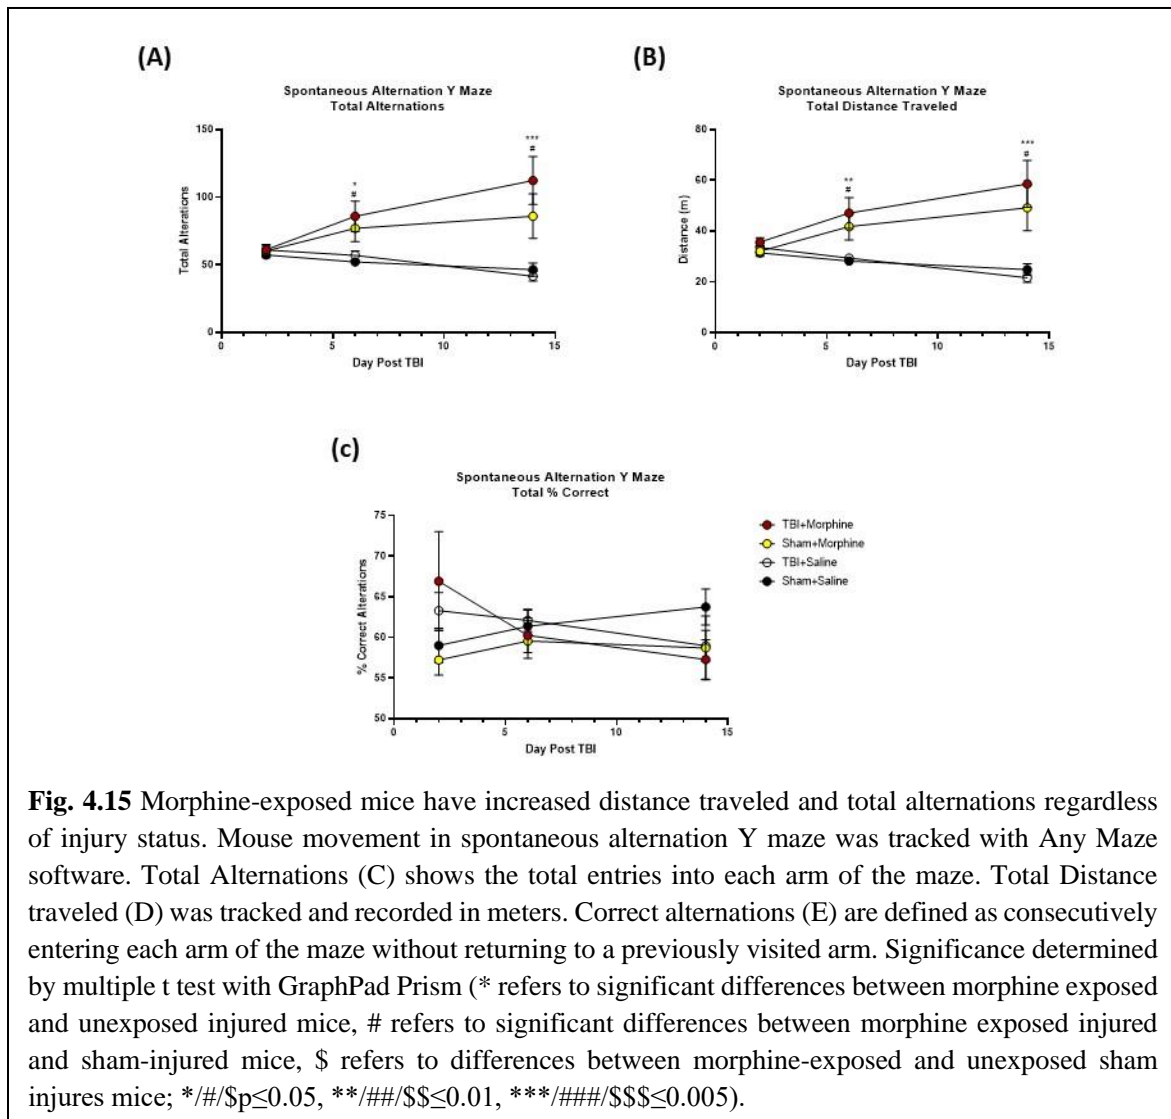 (A)
Spontaneous Alternation Y Maze
Total Alternations
150
100
50
0
Total Alterations
0 5 10 15
Day Post TBI
*
#
***
#
(B)
Spontaneous Alternation Y Maze
Total Distance Traveled
80
60
40
20
0
Distance (m)
0 5 10 15
Day Post TBI
**
#
***
#
(c)
Spontaneous Alternation Y Maze
Total % Correct
75
70
65
60
55
50
% Correct Alterations
0 5 10 15
Day Post TBI
TBI+Morphine
Sham+Morphine
TBI+Saline
Sham+Saline
Fig. 4.15 Morphine-exposed mice have increased distance traveled and total alternations regardless
of injury status. Mouse movement in spontaneous alternation Y maze was tracked with Any Maze
software. Total Alternations (C) shows the total entries into each arm of the maze. Total Distance
traveled (D) was tracked and recorded in meters. Correct alternations (E) are defined as consecutively
entering each arm of the maze without returning to a previously visited arm. Significance determined
by multiple t test with GraphPad Prism (* refers to significant differences between morphine exposed
and unexposed injured mice, # refers to significant differences between morphine exposed injured
and sham-injured mice, $ refers to differences between morphine-exposed and unexposed sham
injures mice; */#/$p≤0.05, **/##/$$≤0.01, ***/###/$$$≤0.005).